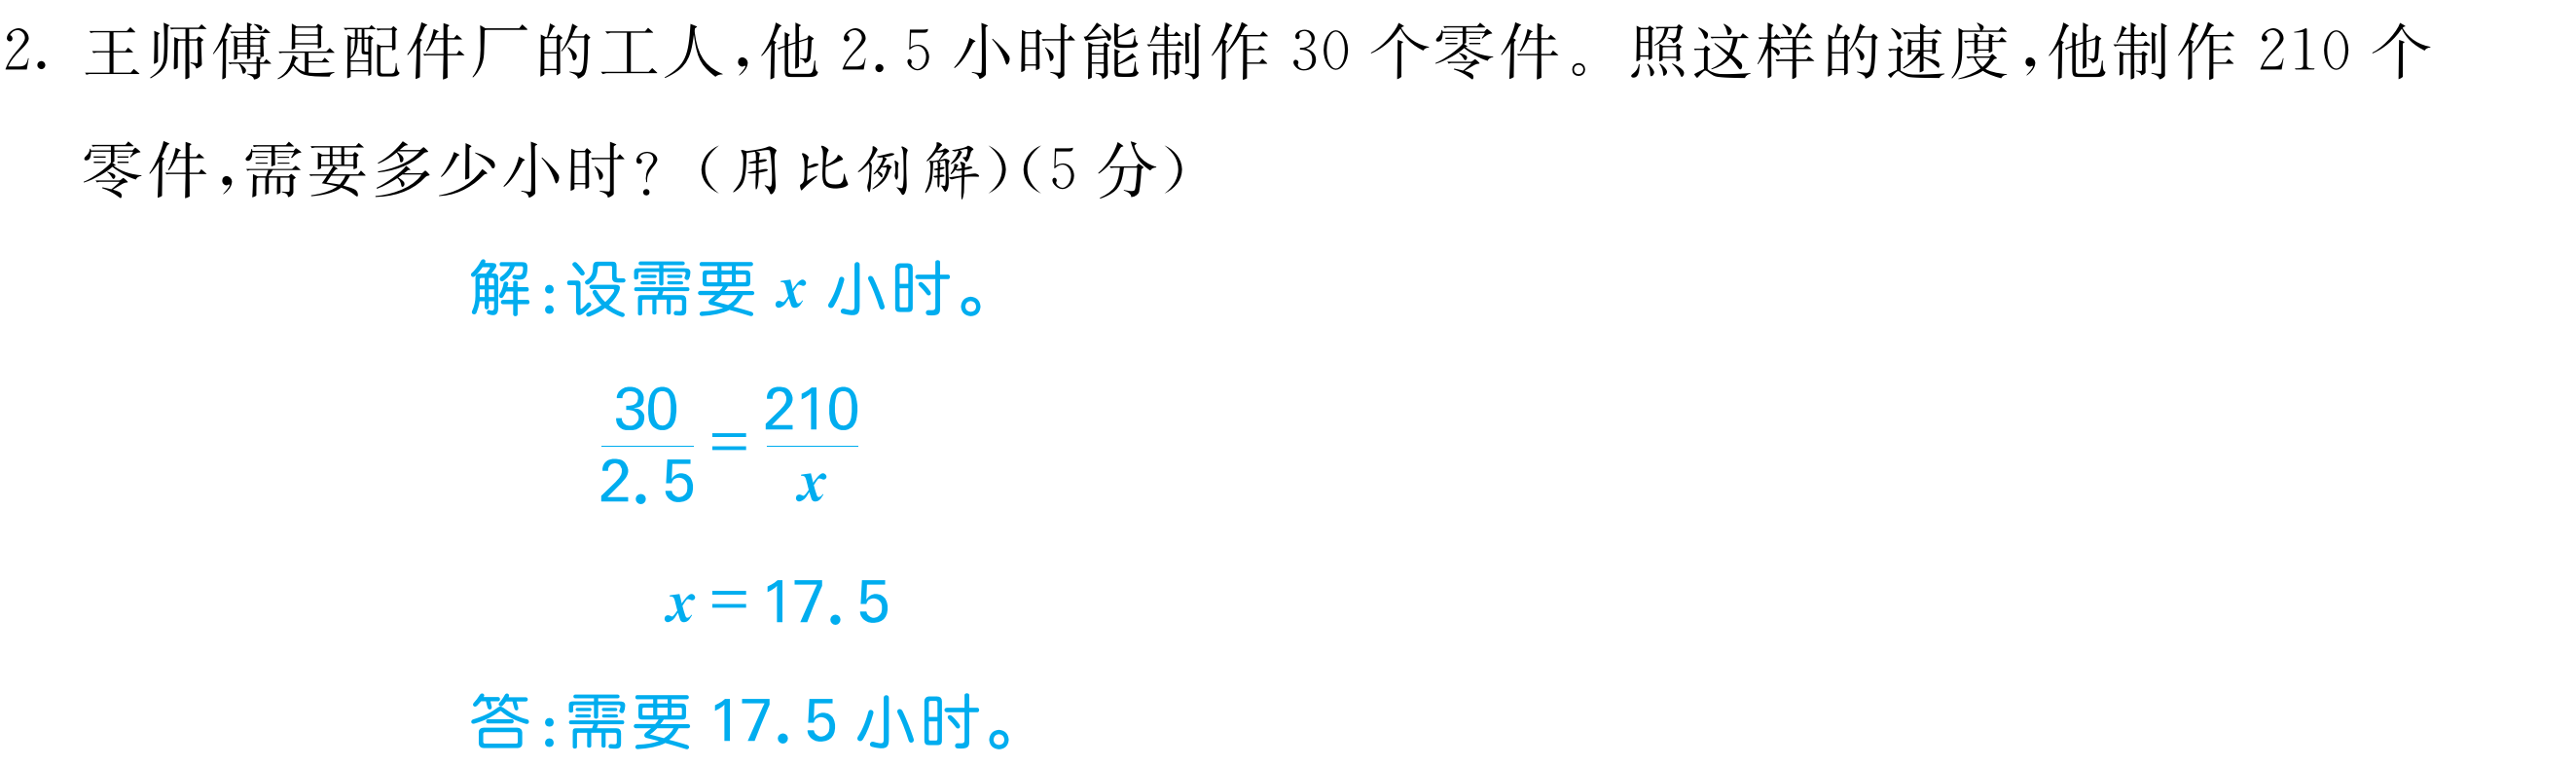 2. 王师傅是配件厂的工人,他 2.5 小时能制作 30 个零件。照这样的速度,他制作 210 个
零件,需要多少小时?(用比例解)(5 分)
解:设需要 x 小时。
30/2.5 = 210/x
x = 17.5
答:需要 17.5 小时。